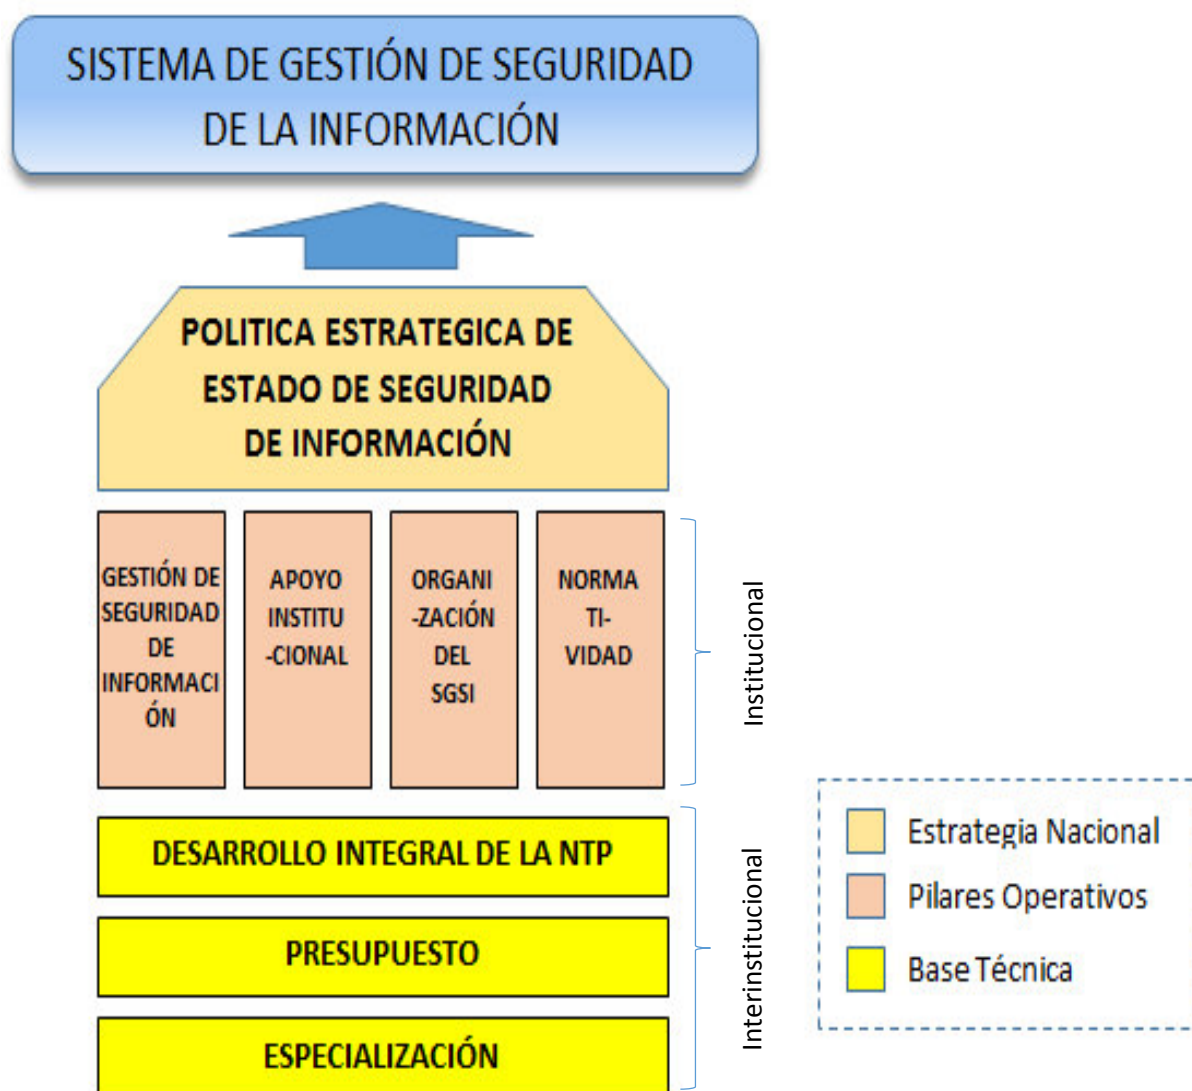 SISTEMA DE GESTIÓN DE SEGURIDAD
DE LA INFORMACIÓN
POLITICA ESTRATEGICA DE
ESTADO DE SEGURIDAD
DE INFORMACIÓN
GESTIÓN DE
SEGURIDAD
DE
INFORMACI
ÓN
APOYO
INSTITU
-CIONAL
ORGANI
-ZACIÓN
DEL
SGSI
NORMA
TI-
VIDAD
Institucional
DESARROLLO INTEGRAL DE LA NTP
PRESUPUESTO
ESPECIALIZACIÓN
Interinstitucional
Estrategia Nacional
Pilares Operativos
Base Técnica